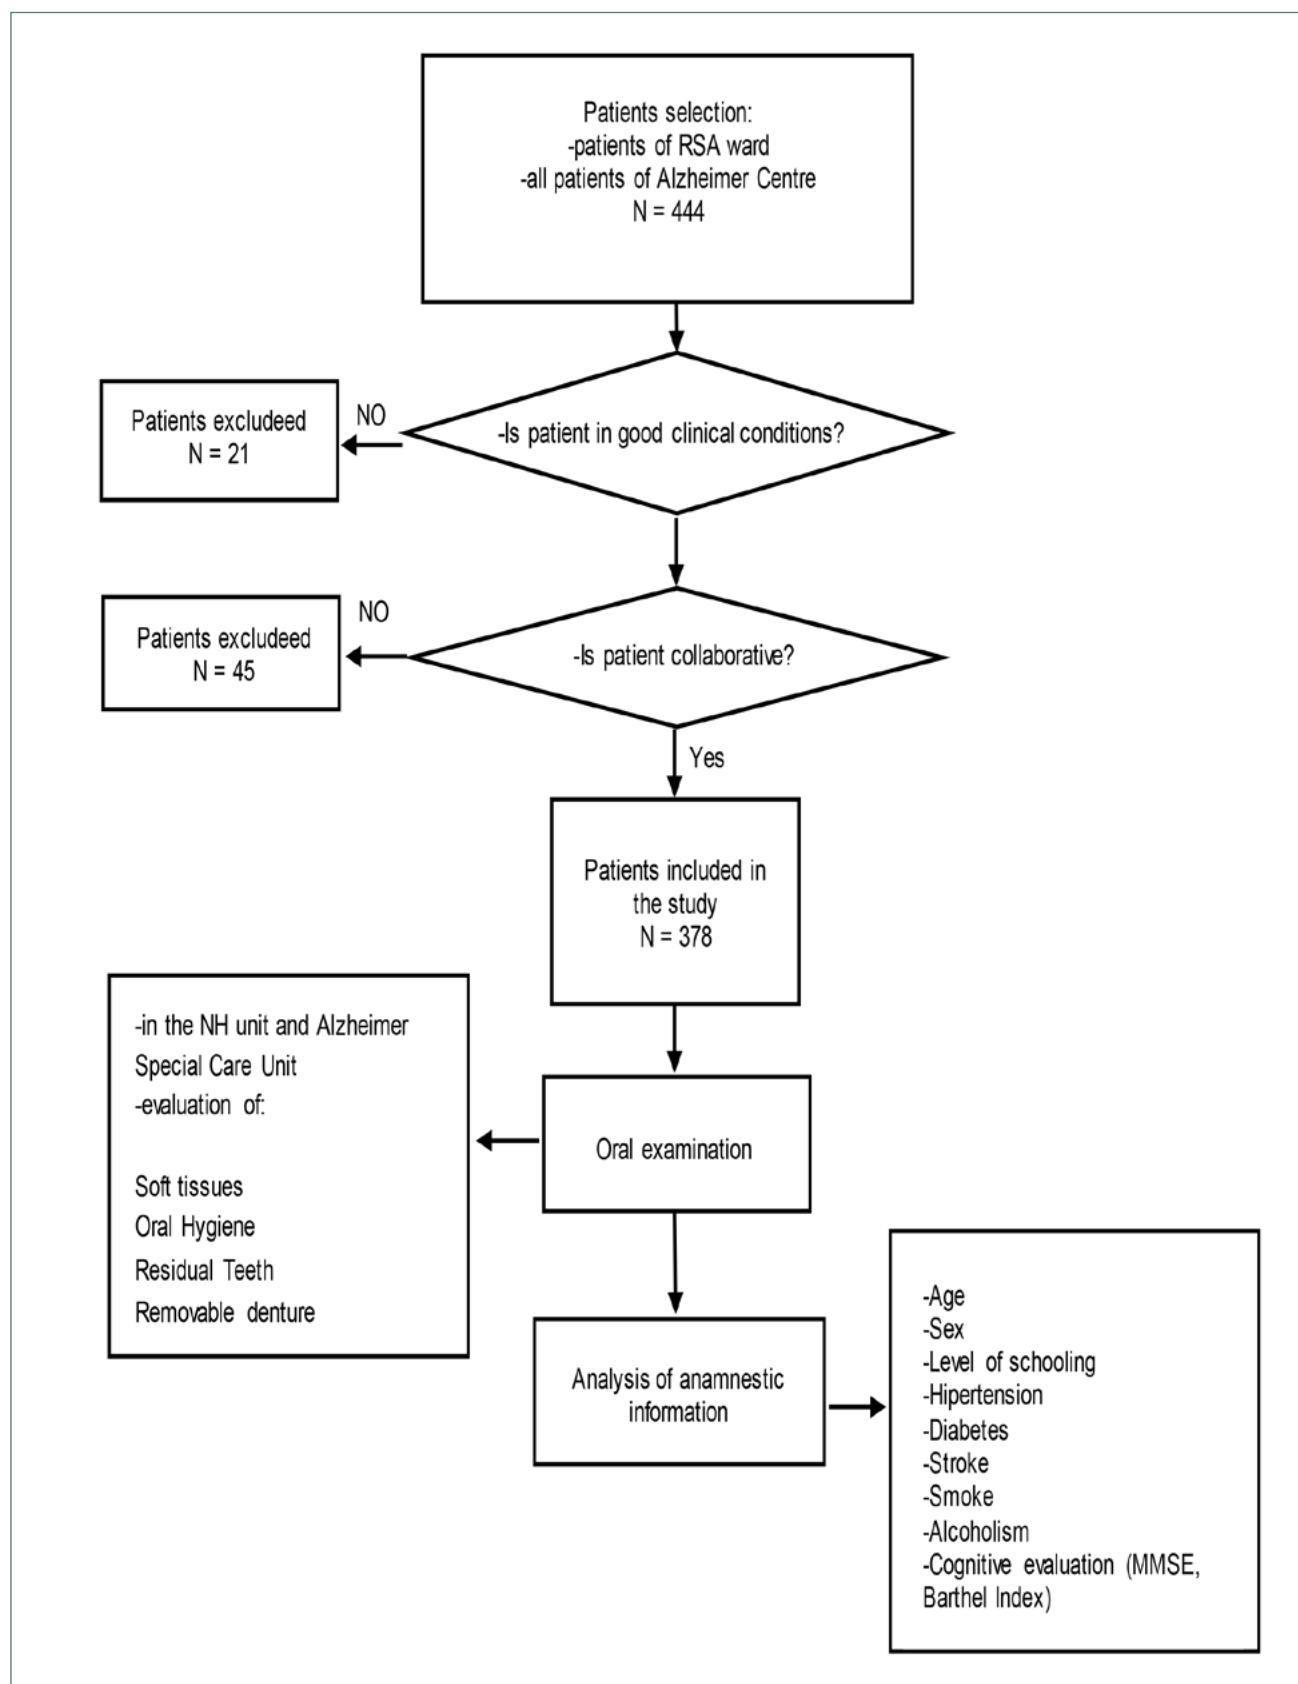 Patients selection:
-patients of RSA ward
-all patients of Alzheimer Centre
N = 444
-Is patient in good clinical conditions?
NO
Patients excludeed
N = 21
-Is patient collaborative?
NO
Patients excludeed
N = 45
Yes
Patients included in
the study
N = 378
Oral examination
-in the NH unit and Alzheimer
Special Care Unit
-evaluation of:
Soft tissues
Oral Hygiene
Residual Teeth
Removable denture
Analysis of anamnestic
information
-Age
-Sex
-Level of schooling
-Hipertension
-Diabetes
-Stroke
-Smoke
-Alcoholism
-Cognitive evaluation (MMSE,
Barthel Index)